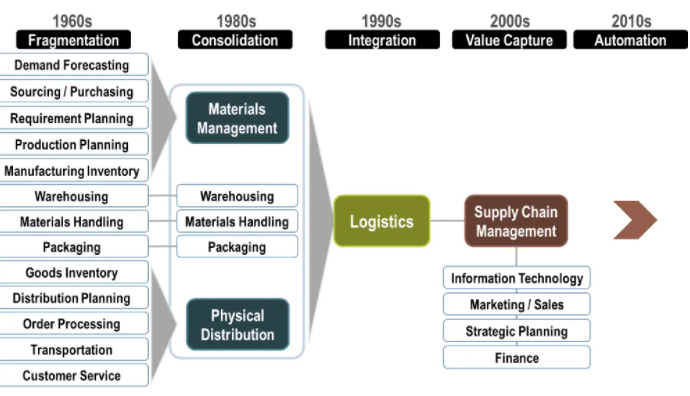 1960s
Fragmentation
Demand Forecasting
Sourcing / Purchasing
Requirement Planning
Production Planning
Manufacturing Inventory
Warehousing
Materials Handling
Packaging
Goods Inventory
Distribution Planning
Order Processing
Transportation
Customer Service
1980s
Consolidation
Materials
Management
Warehousing
Materials Handling
Packaging
Physical
Distribution
1990s
Integration
Logistics
2000s
Value Capture
Supply Chain
Management
Information Technology
Marketing / Sales
Strategic Planning
Finance
2010s
Automation